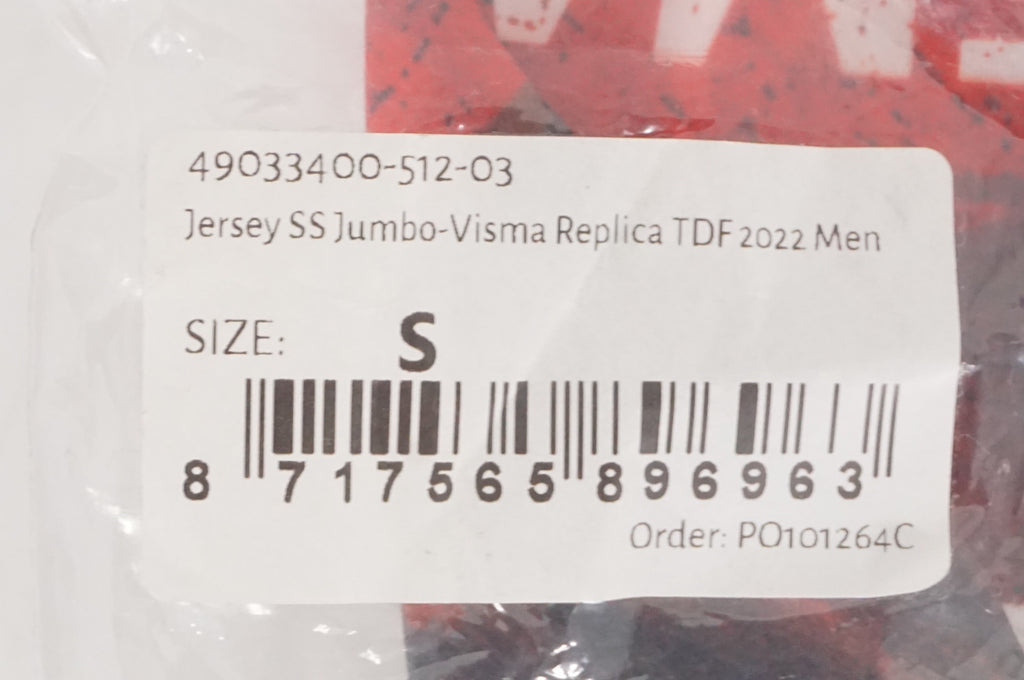 49033400-512-03
Jersey SS Jumbo-Visma Replica TDF 2022 Men
SIZE: S
8 717565 896963
Order: PO101264C